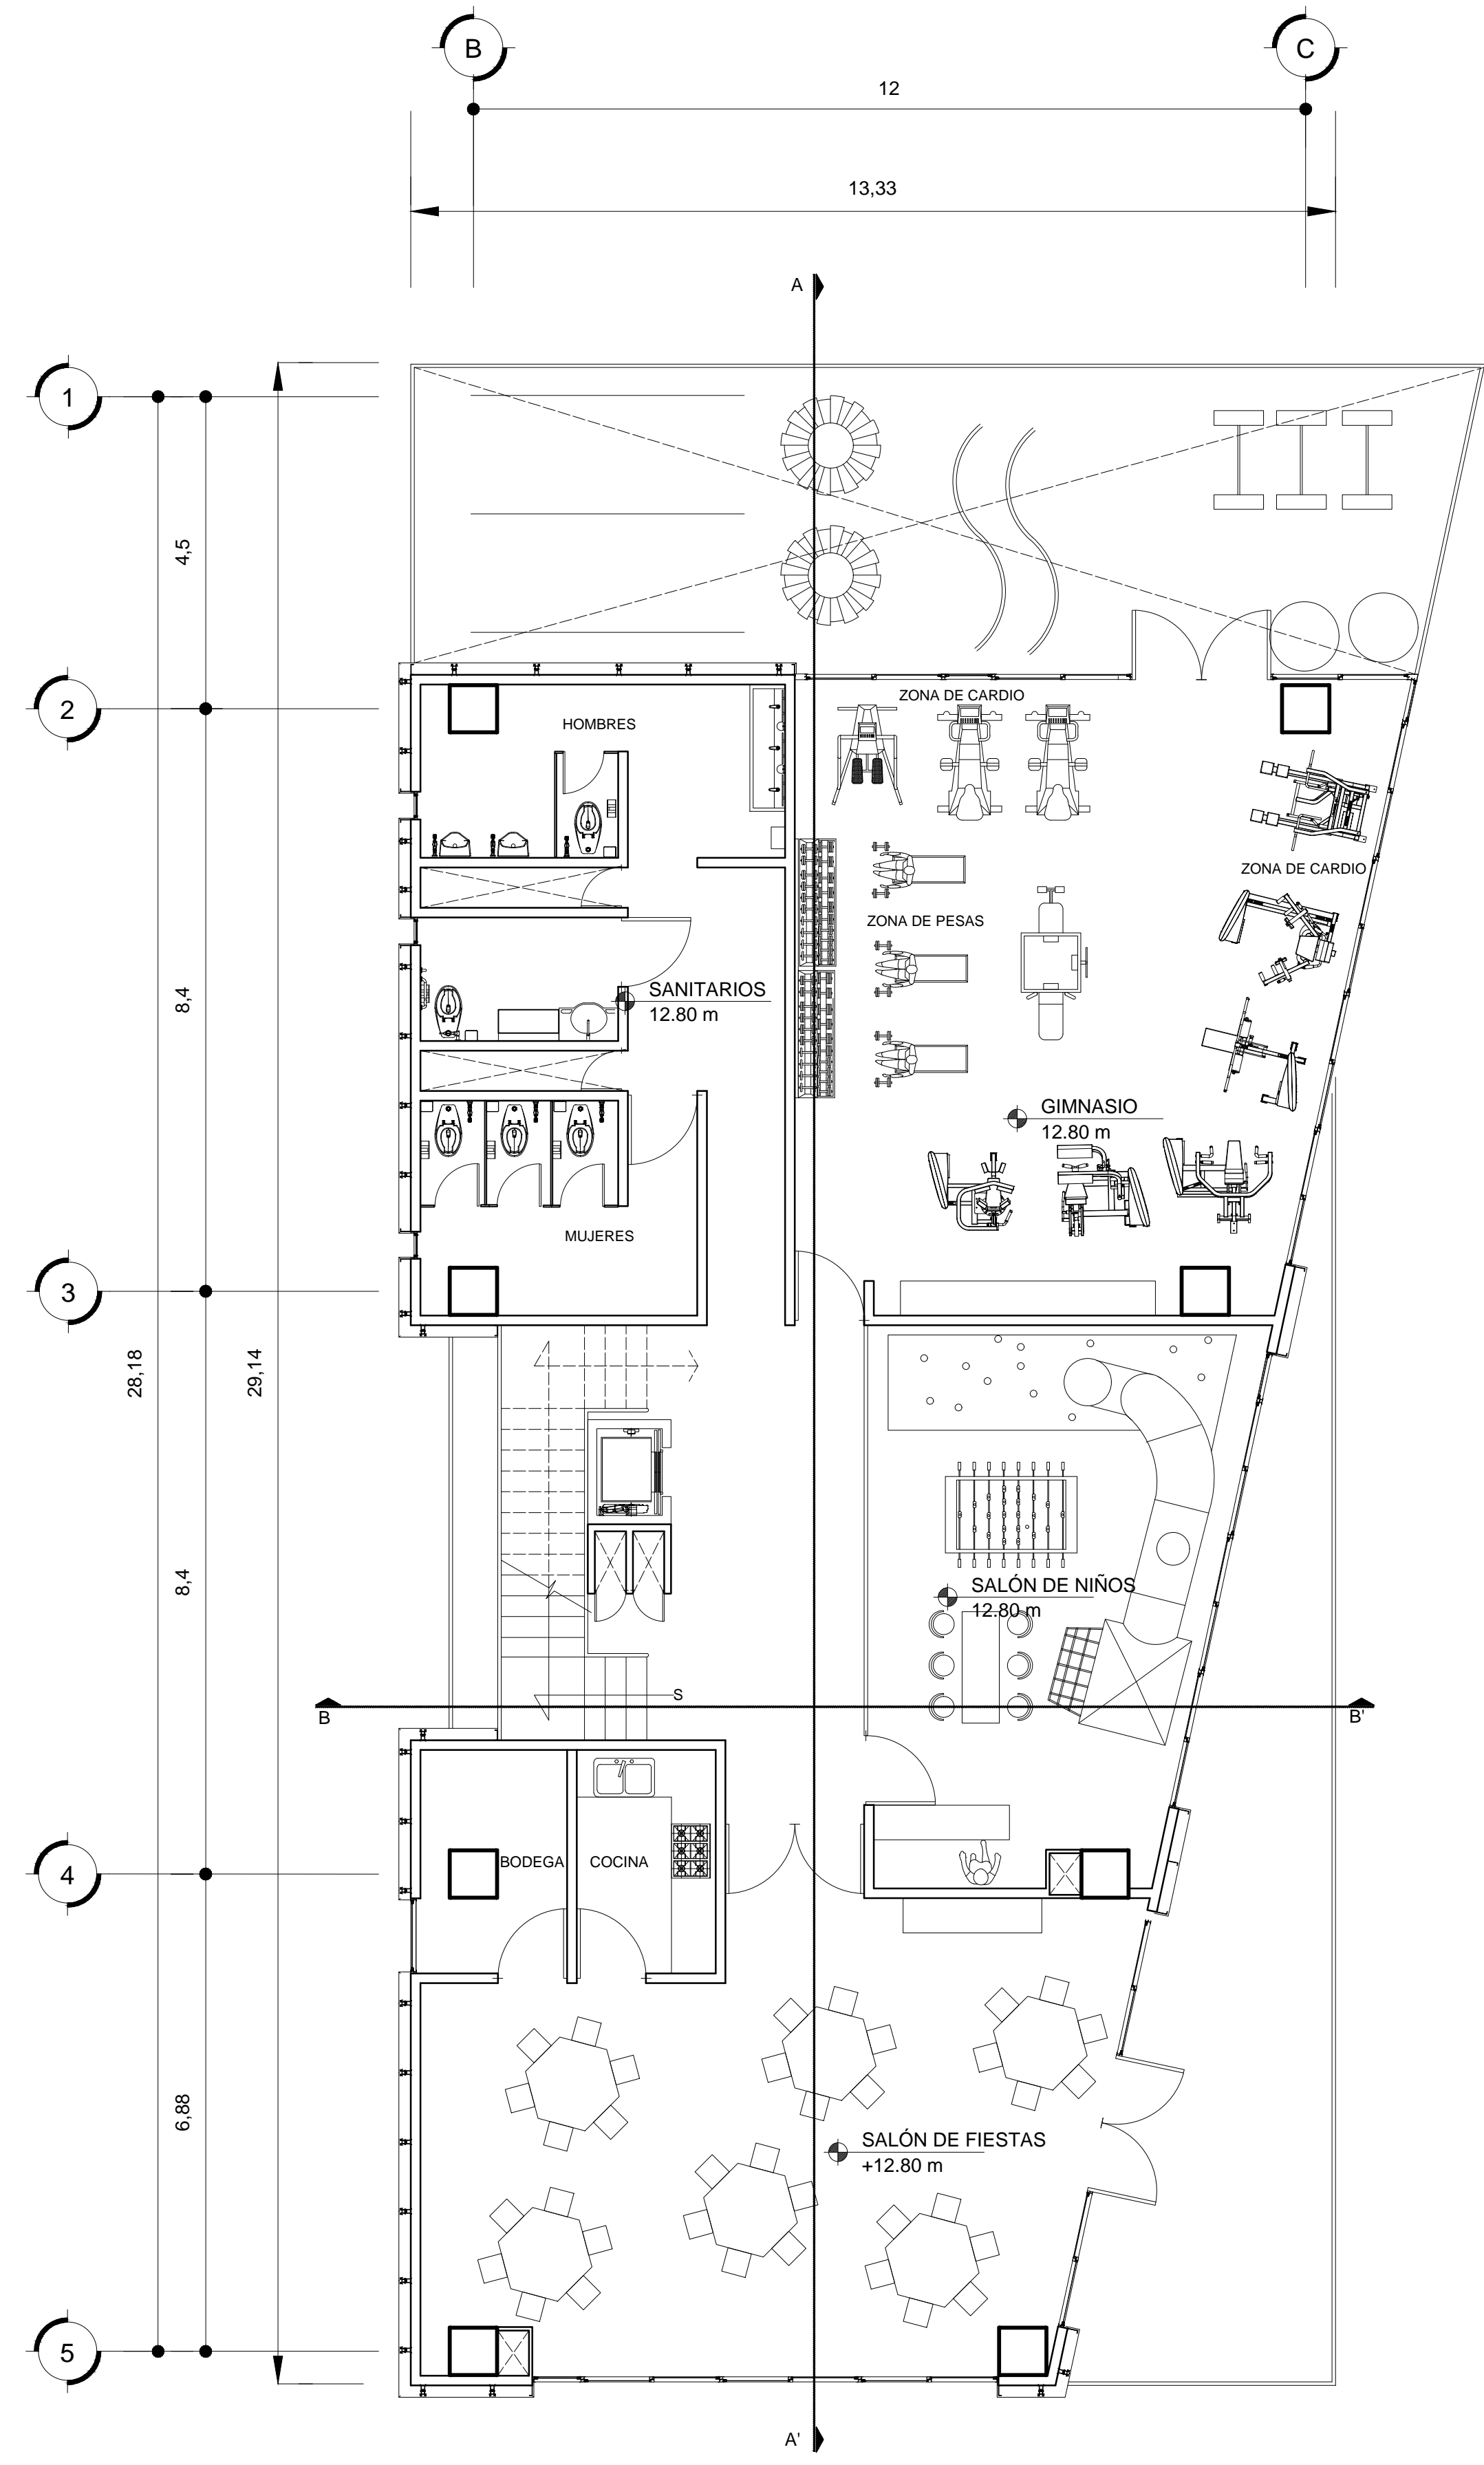 B
C
12
13,33
A
1
4,5
2
ZONA DE CARDIO
HOMBRES
ZONA DE CARDIO
ZONA DE PESAS
SANITARIOS
12.80 m
8,4
GIMNASIO
12.80 m
MUJERES
3
28,18
29,14
8,4
SALÓN DE NIÑOS
12.80 m
S
B
B'
4
BODEGA
COCINA
6,88
SALÓN DE FIESTAS
+12.80 m
5
A'